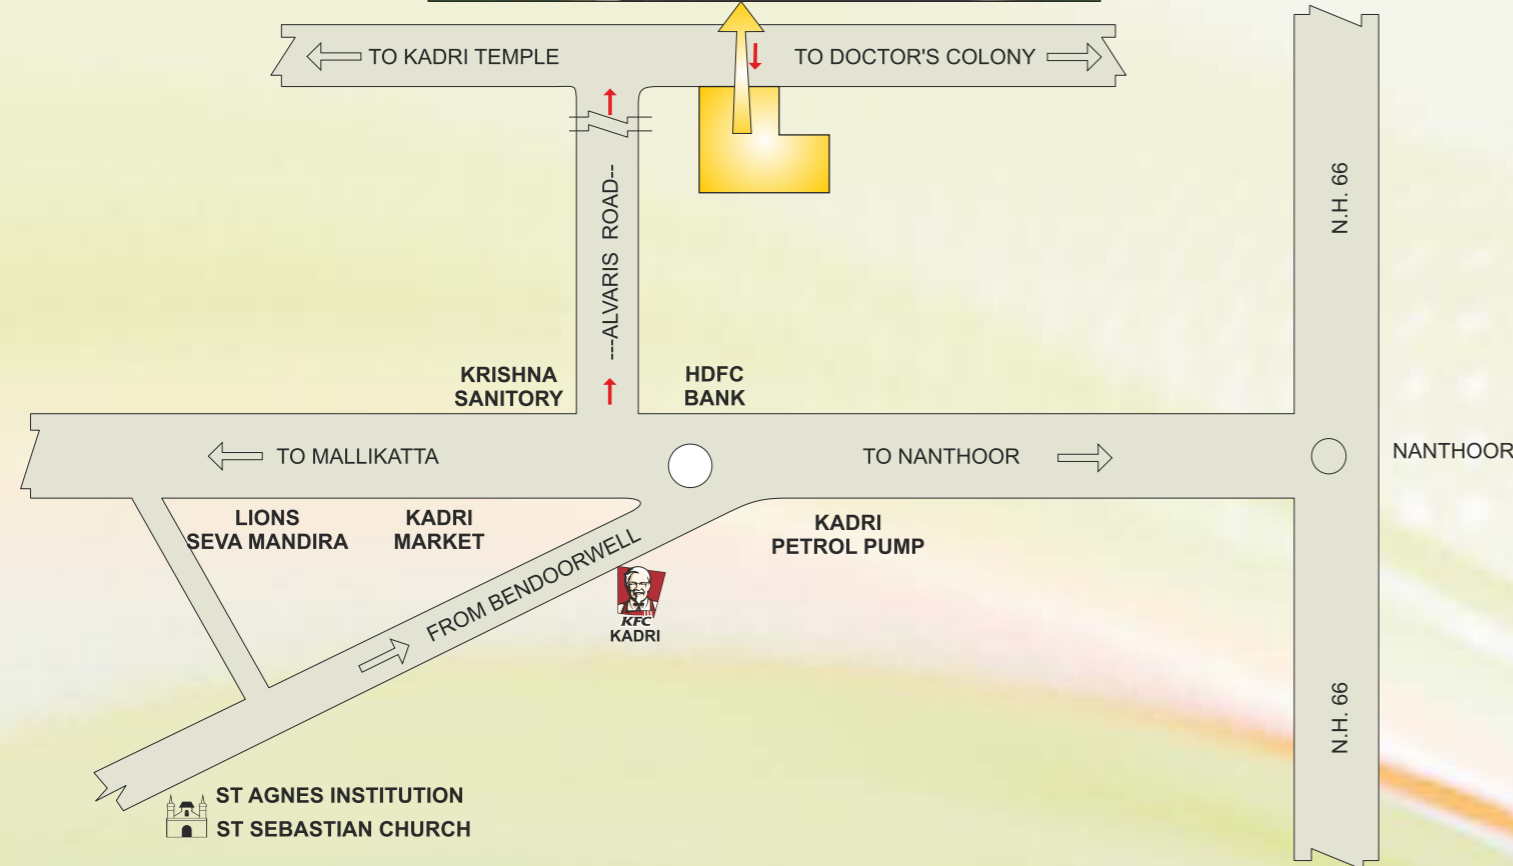 TO KADRI TEMPLE
TO DOCTOR'S COLONY
---ALVARIS ROAD--
N.H. 66
KRISHNA
SANITORY
HDFC
BANK
TO MALLIKATTA
TO NANTHOOR
NANTHOOR
LIONS
SEVA MANDIRA
KADRI
MARKET
KADRI
PETROL PUMP
FROM BENDOORWELL
KFC
KADRI
N.H. 66
ST AGNES INSTITUTION
ST SEBASTIAN CHURCH